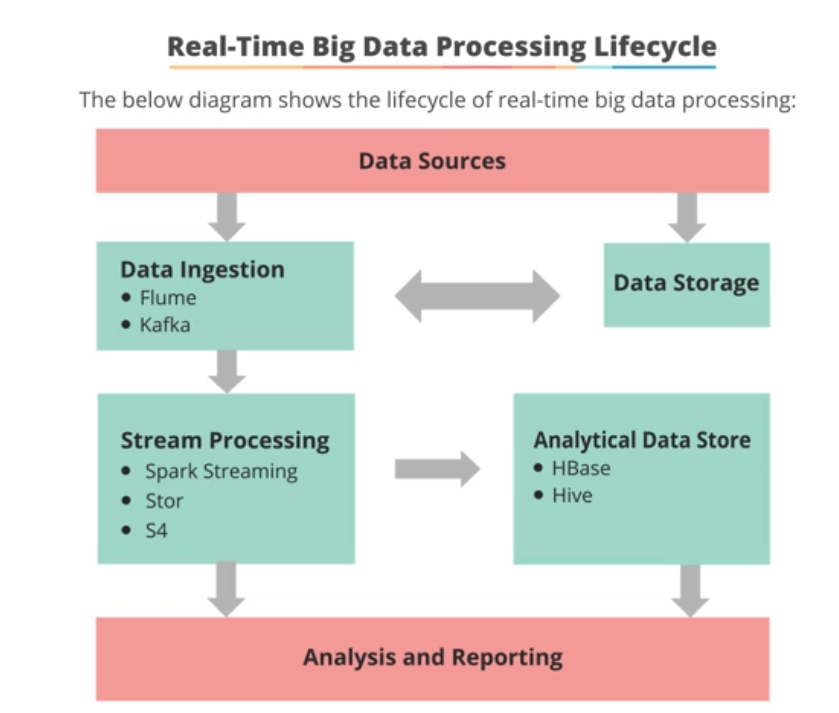 Real-Time Big Data Processing Lifecycle
The below diagram shows the lifecycle of real-time big data processing:
Data Sources
Data Ingestion
• Flume
• Kafka
Data Storage
Stream Processing
• Spark Streaming
• Stor
• S4
Analytical Data Store
• HBase
• Hive
Analysis and Reporting